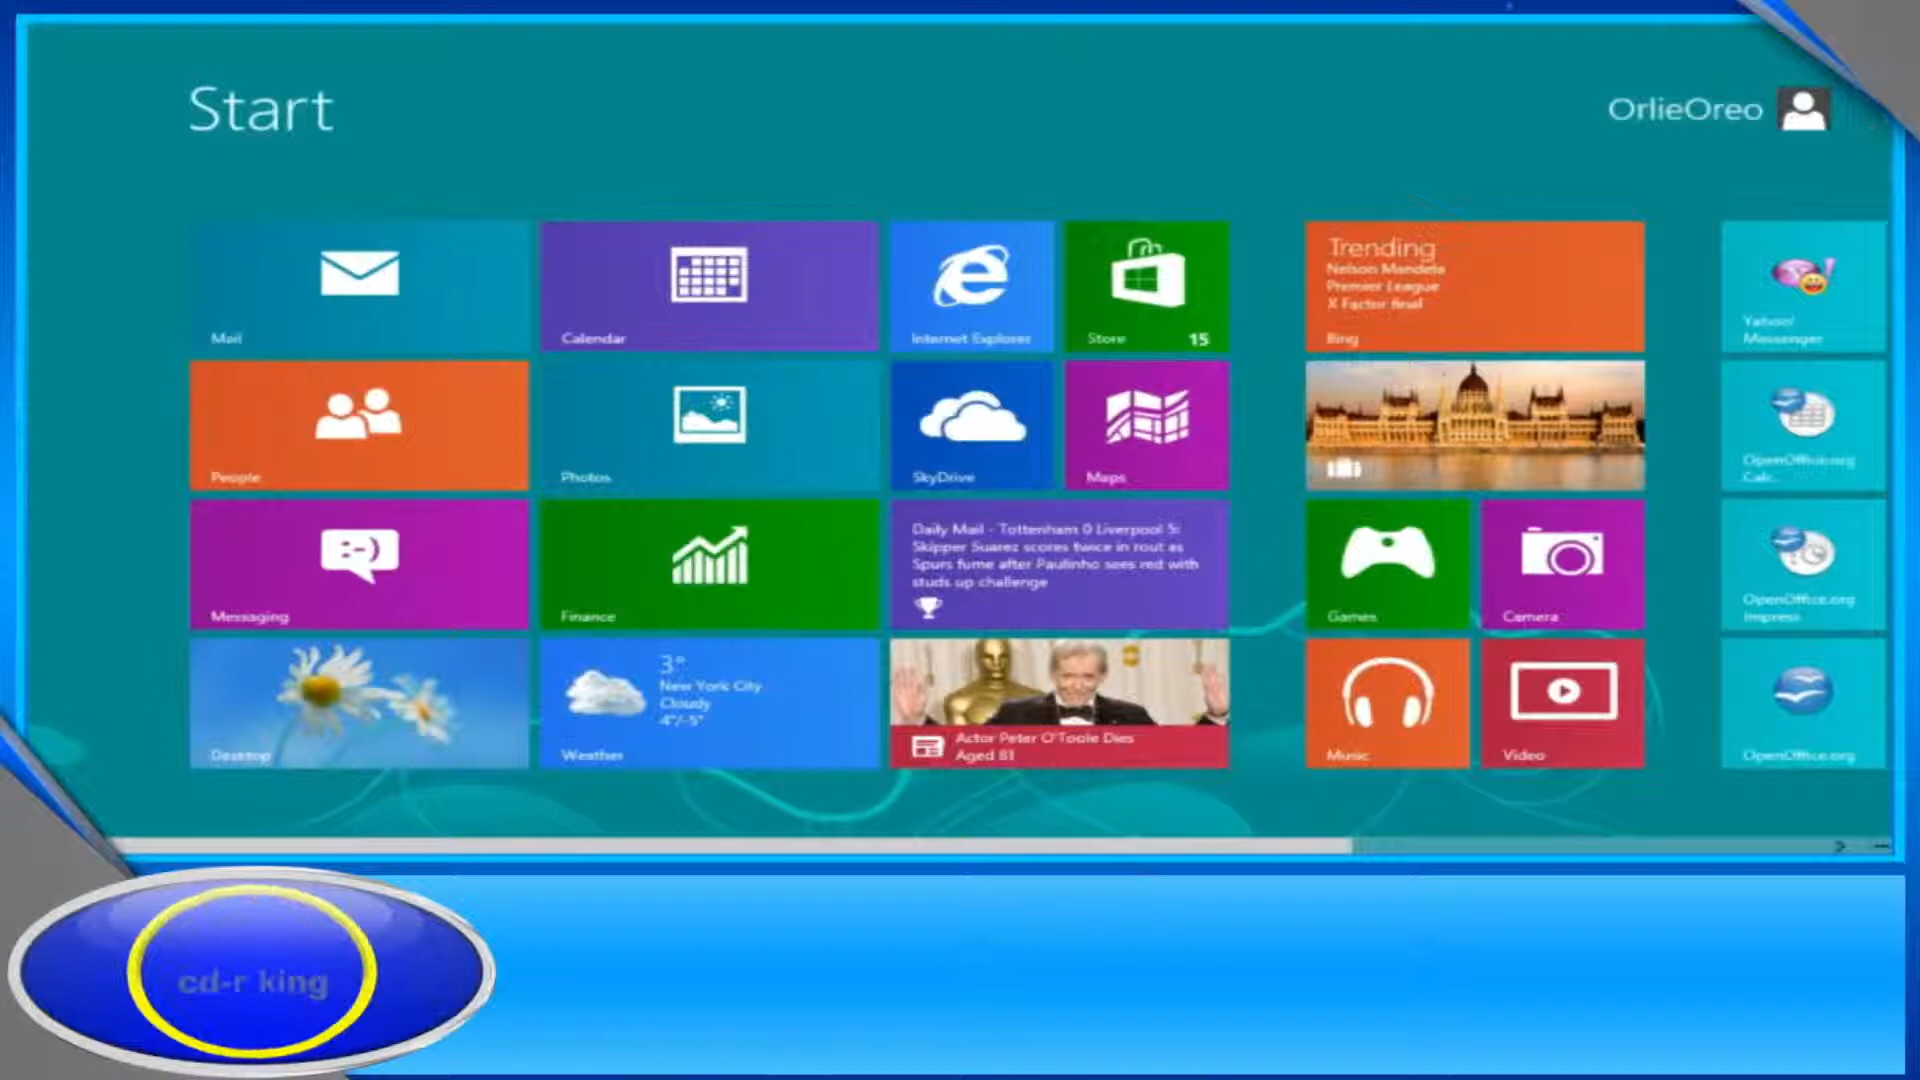 Start
OrlieOreo
Mail
Calendar
Internet Explorer
Store
15
Trending
Nelson Mandela
Premier League
X Factor final
Bing
Yahoo!
Messenger
People
Photos
SkyDrive
Maps
OpenOffice.org
Calc
Messaging
Finance
Daily Mail - Tottenham 0 Liverpool 5:
Skipper Suarez scores twice in rout as
Spurs fume after Paulinho sees red with
studs up challenge
Games
Camera
OpenOffice.org
Impress
Desktop
3°
New York City
Cloudy
4°/-5°
Weather
Actor Peter O'Toole Dies
Aged 81
Music
Video
OpenOffice.org
cd-r king